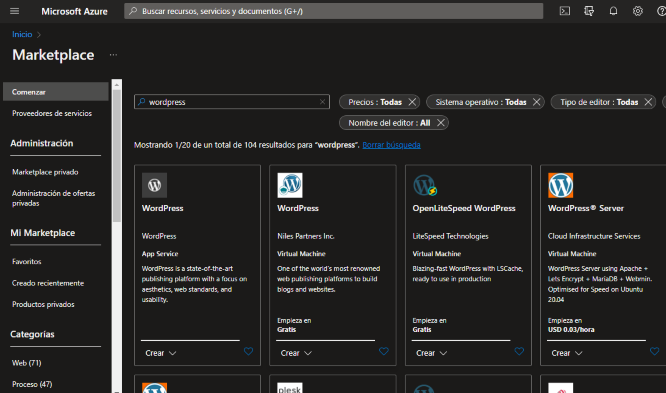 Microsoft Azure
Buscar recursos, servicios y documentos (G+/)
Inicio >
Marketplace ...
Comenzar
Proveedores de servicios
Administración
Marketplace privado
Administración de ofertas
privadas
Mi Marketplace
Favoritos
Creado recientemente
Productos privados
Categorías
Web (71)
Proceso (47)
wordpress
Precios : Todas
Sistema operativo : Todas
Tipo de editor : Todas
Nombre del editor : All
Mostrando 1/20 de un total de 104 resultados para "wordpress". Borrar búsqueda
WordPress
WordPress
App Service
WordPress is a state-of-the-art
publishing platform with a focus on
aesthetics, web standards, and
usability.
Crear
WordPress
Niles Partners Inc.
Virtual Machine
One of the world's most renowned
web publishing platforms to build
blogs and websites.
Empieza en
Gratis
Crear
OpenLiteSpeed WordPress
LiteSpeed Technologies
Virtual Machine
Blazing-fast WordPress with LSCache,
ready to use in production
Empieza en
Gratis
Crear
WordPress® Server
Cloud Infrastructure Services
Virtual Machine
WordPress Server using Apache +
Lets Encrypt + MariaDB + Webmin.
Optimised for Speed on Ubuntu
20.04
Empieza en
USD 0.03/hora
Crear
plesk